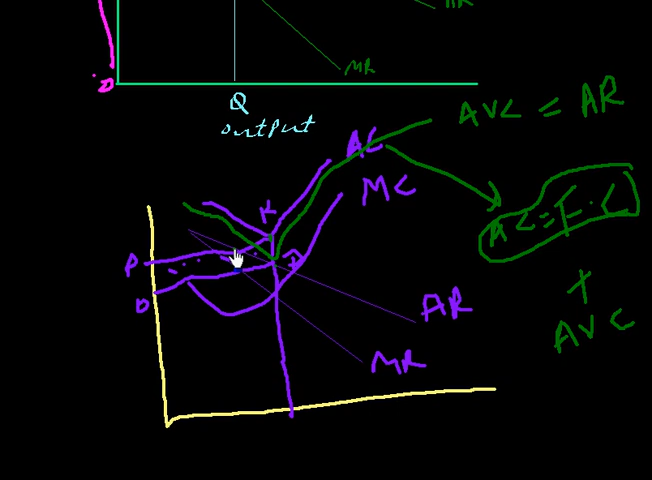 MR
Q
output
AVC = AR
AC
MC
AC = F.C
+
AVC
K
P
AR
MR